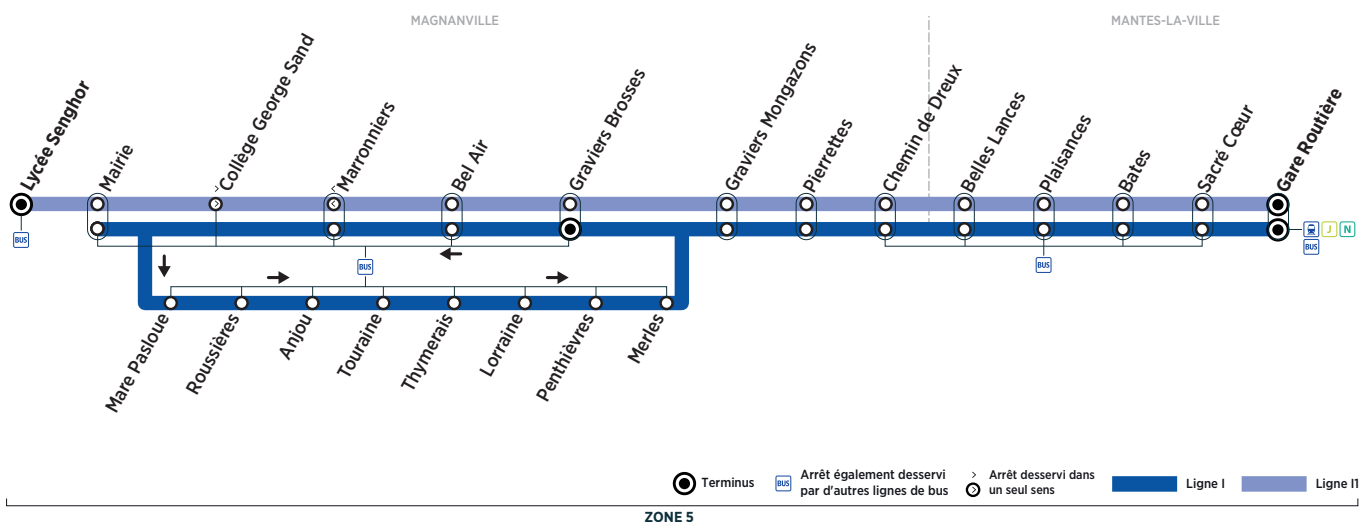 MAGNANVILLE
MANTES-LA-VILLE
Lycée Senghor
Mairie
Collège George Sand
Marronniers
Bel Air
Graviers Brosses
Graviers Mongazons
Pierrettes
Chemin de Dreux
Belles Lances
Plaisances
Bates
Sacré Cœur
Gare Routière
BUS
J
N
BUS
BUS
BUS
Mare Pasloue
Roussières
Anjou
Touraine
Thymerais
Lorraine
Penthièvres
Merles
Terminus
BUS
Arrêt également desservi
par d'autres lignes de bus
Arrêt desservi dans
un seul sens
Ligne I
Ligne I1
ZONE 5